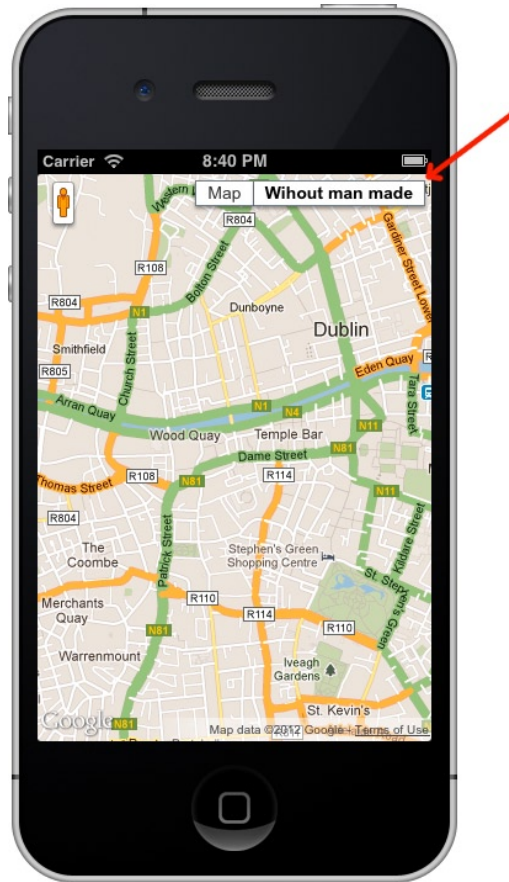 Carrier 8:40 PM
Map Wihout man made
Western
R804
R108
Bolton Street
Gardiner Street Lower
R804
N1
Dunboyne
Dublin
Smithfield
Church Street
Eden Quay
R805
Tara Street
Arran Quay
N1
N4
N11
Wood Quay
Temple Bar
Dame Street
N81
R108
N81
R114
Thomas Street
N11
R804
Patrick Street
Kildare Street
The
Coombe
Stephen's Green
Shopping Centre
St. Stephen's Green
Merchants
Quay
R110
R114
R110
N81
Warrenmount
Iveagh
Gardens
St. Kevin's
Google
N81
Map data ©2012 Google - Terms of Use